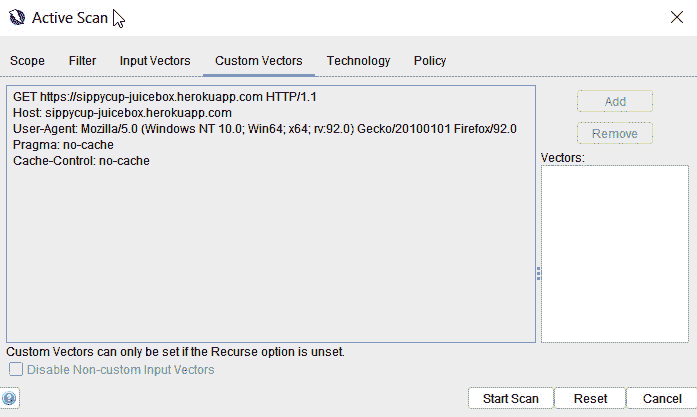 Active Scan
Scope Filter Input Vectors Custom Vectors Technology Policy
GET https://sippycup-juicebox.herokuapp.com HTTP/1.1
Host: sippycup-juicebox.herokuapp.com
User-Agent: Mozilla/5.0 (Windows NT 10.0; Win64; x64; rv:92.0) Gecko/20100101 Firefox/92.0
Pragma: no-cache
Cache-Control: no-cache
Add
Remove
Vectors:
Custom Vectors can only be set if the Recurse option is unset.
Disable Non-custom Input Vectors
Start Scan Reset Cancel